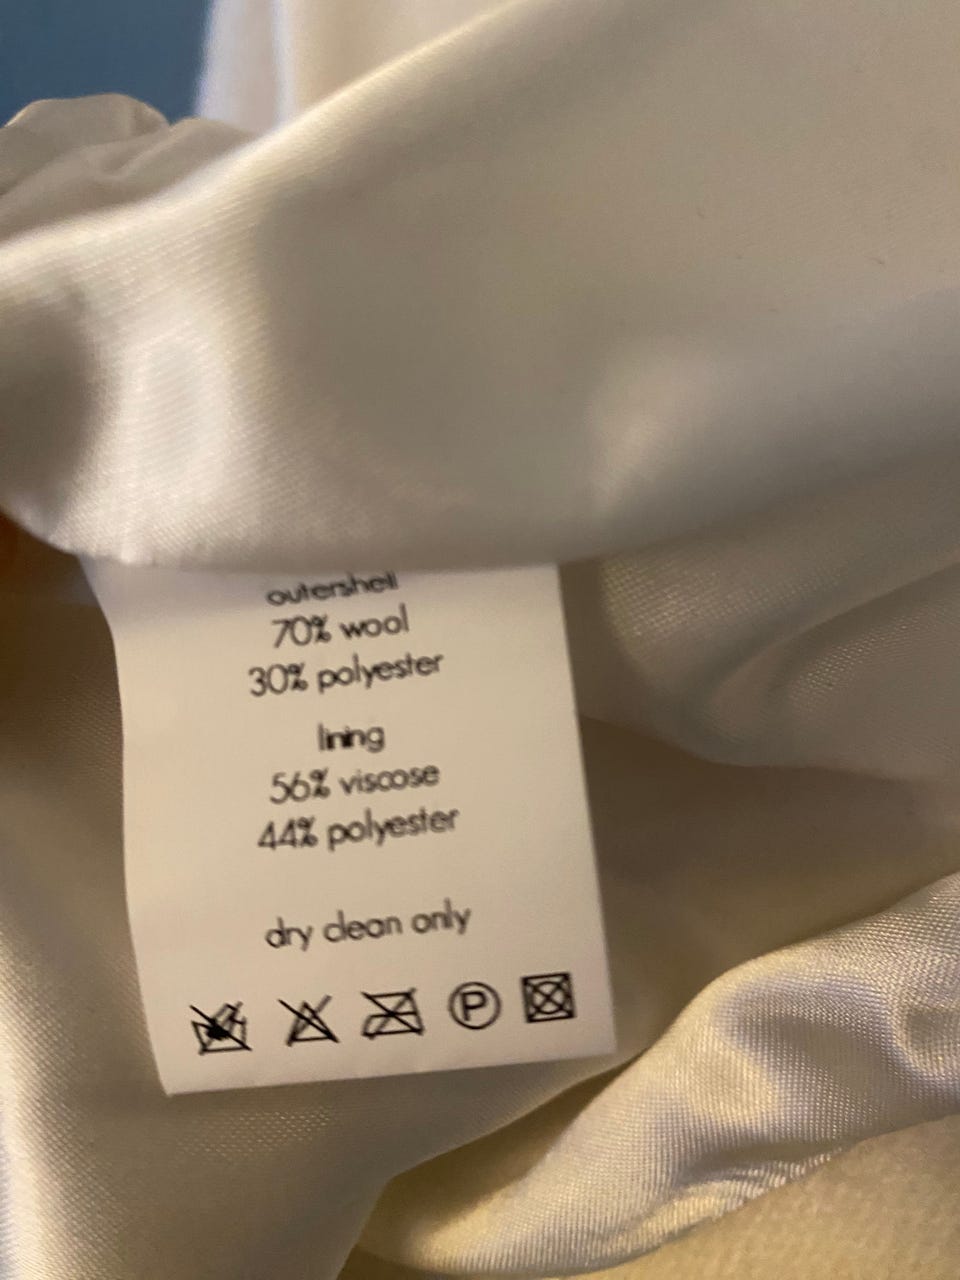 outershell
70% wool
30% polyester
lining
56% viscose
44% polyester
dry clean only
P